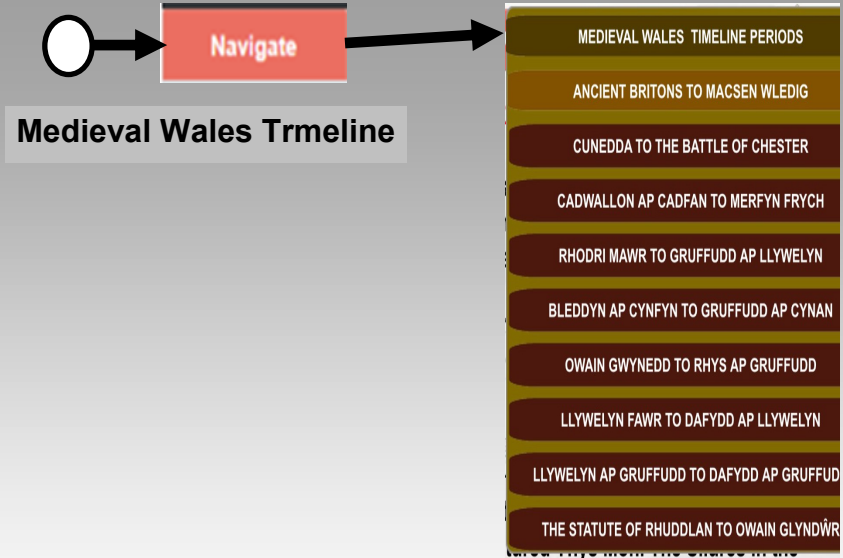 Navigate
Medieval Wales Trmeline
MEDIEVAL WALES TIMELINE PERIODS
ANCIENT BRITONS TO MACSEN WLEDIG
CUNEDDA TO THE BATTLE OF CHESTER
CADWALLON AP CADFAN TO MERFYN FRYCH
RHODRI MAWR TO GRUFFUDD AP LLYWELYN
BLEDDYN AP CYNFYN TO GRUFFUDD AP CYNAN
OWAIN GWYNEDD TO RHYS AP GRUFFUDD
LLYWELYN FAWR TO DAFYDD AP LLYWELYN
LLYWELYN AP GRUFFUDD TO DAFYDD AP GRUFFUD
THE STATUTE OF RHUDDLAN TO OWAIN GLYNDŴR